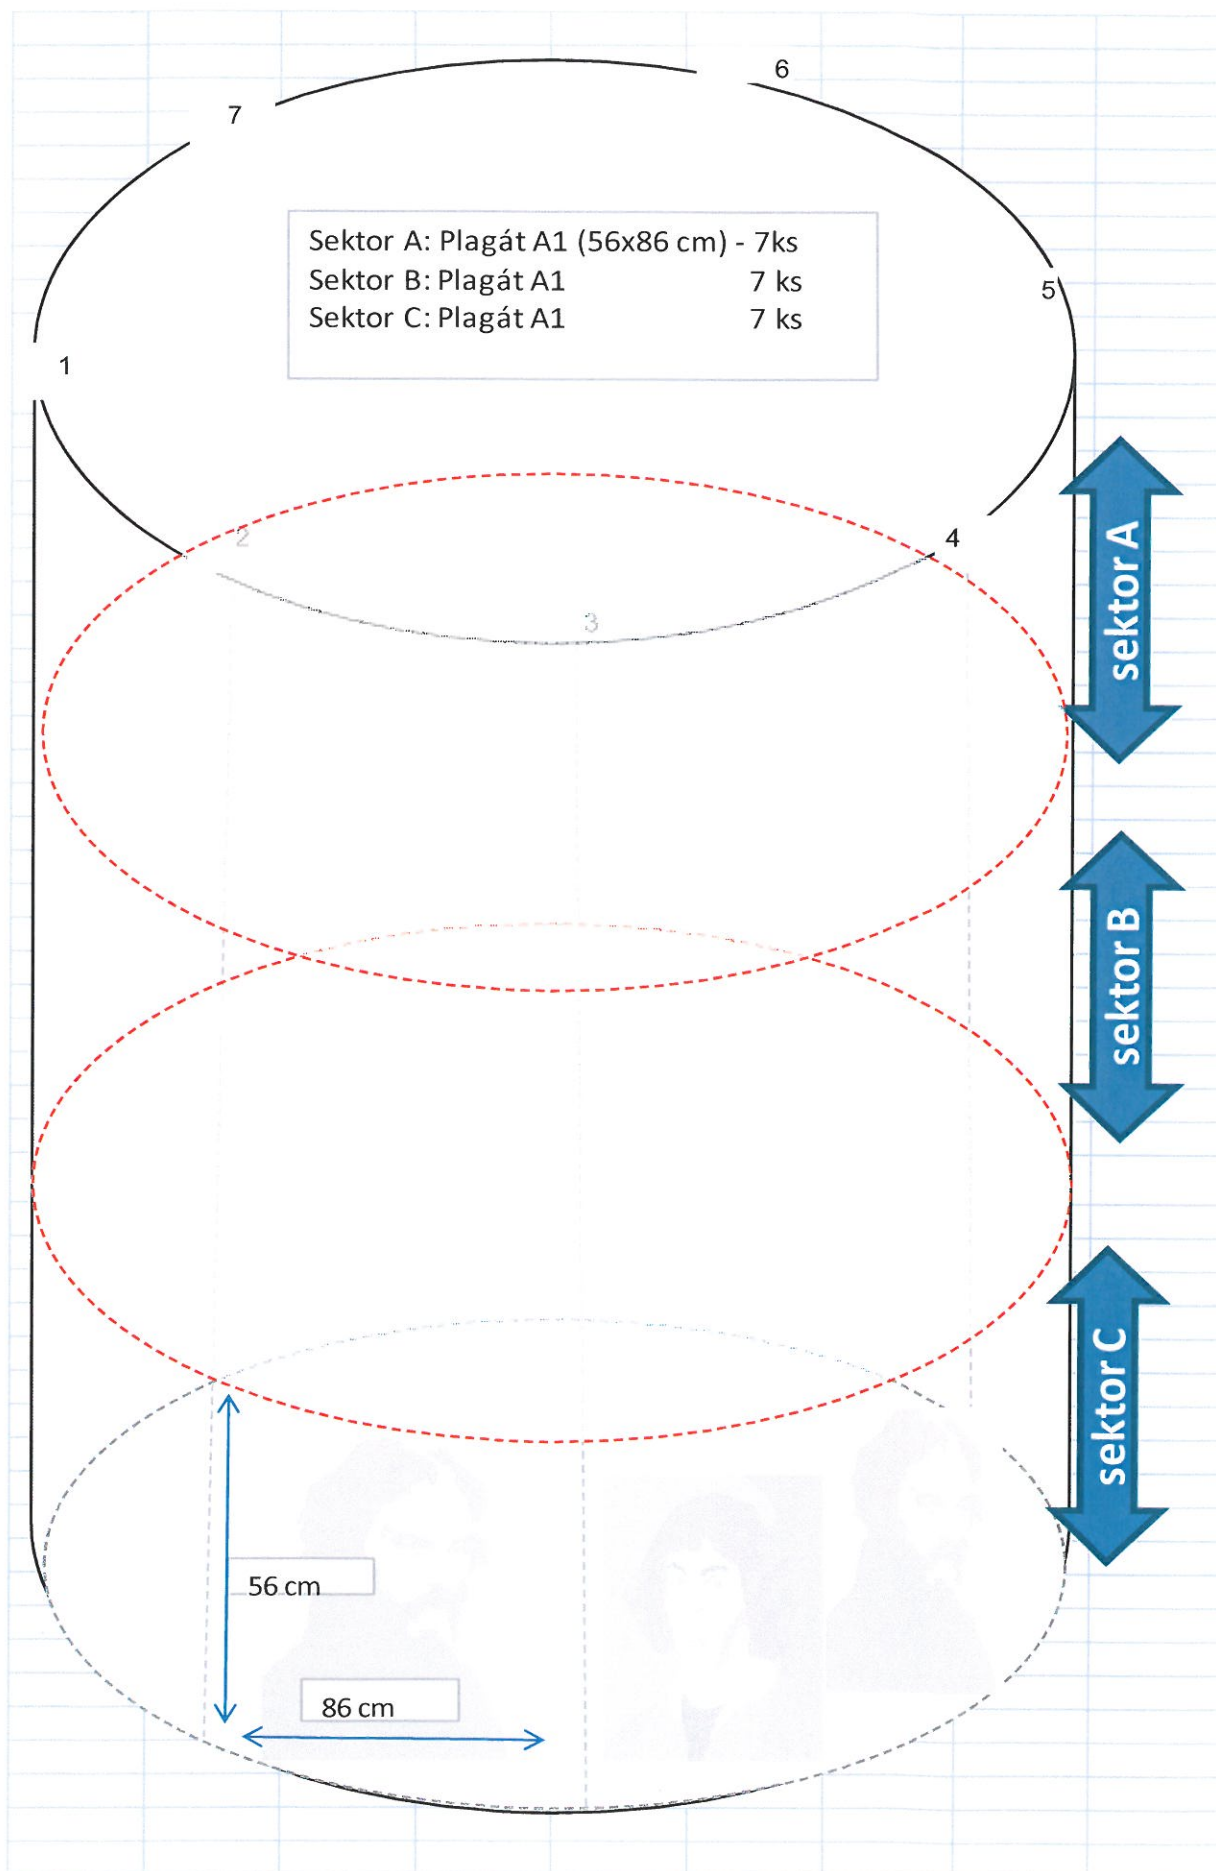 6
7
Sektor A: Plagát A1 (56x86 cm) - 7ks
Sektor B: Plagát A1 7 ks
Sektor C: Plagát A1 7 ks
5
1
2
4
3
sektor A
sektor B
sektor C
56 cm
86 cm